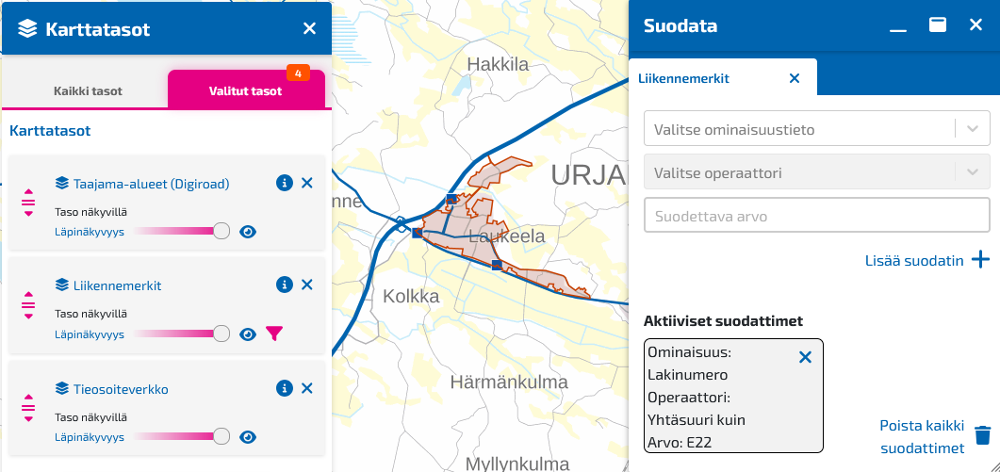 Karttatasot
Kaikki tasot
Valitut tasot
4
Karttatasot
Taajama-alueet (Digiroad)
Taso näkyvillä
Läpinäkyvyys
Liikennemerkit
Taso näkyvillä
Läpinäkyvyys
Tieosoiteverkko
Taso näkyvillä
Läpinäkyvyys
Hakkila
URJA
nne
Laukeela
Kolkka
Härmänkulma
Myllynkulma
Suodata
Liikennemerkit
Valitse ominaisuustieto
Valitse operaattori
Suodettava arvo
Lisää suodatin
Aktiiviset suodattimet
Ominaisuus:
Lakinumero
Operaattori:
Yhtäsuuri kuin
Arvo: E22
Poista kaikki
suodattimet